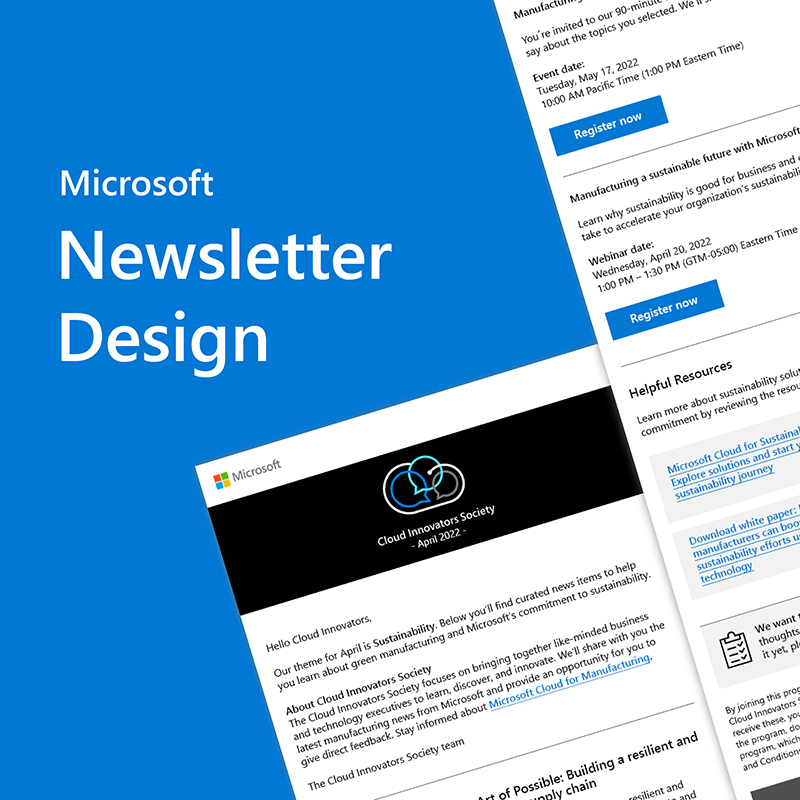 Microsoft
Newsletter
Design
Microsoft
Cloud Innovators Society
- April 2022 -
Hello Cloud Innovators,
Our theme for April is Sustainability. Below you'll find curated news items to help
you learn about green manufacturing and Microsoft's commitment to sustainability.
About Cloud Innovators Society
The Cloud Innovators Society focuses on bringing together like-minded business
and technology executives to learn, discover, and innovate. We'll share with you the
latest manufacturing news from Microsoft and provide an opportunity for you to
give direct feedback. Stay informed about Microsoft Cloud for Manufacturing.
The Cloud Innovators Society team
Art of Possible: Building a resilient and
supply chain
resilient and
and
Manufacturing
You're invited to our 90-minute
say about the topics you selected. We'll
Event date:
Tuesday, May 17, 2022
10:00 AM Pacific Time (1:00 PM Eastern Time)
Register now
Manufacturing a sustainable future with Microsoft
Learn why sustainability is good for business and
take to accelerate your organization's sustainability
Webinar date:
Wednesday, April 20, 2022
1:00 PM – 1:30 PM (GTM-05:00) Eastern Time
Register now
Helpful Resources
Learn more about sustainability
commitment by reviewing the
Microsoft Cloud for
Explore solutions and start
sustainability journey
Download white paper:
manufacturers can
sustainability efforts
technology
We want
thoughts
it yet,
By joining this
Cloud Innovators
receive these,
the program,
program, which
and